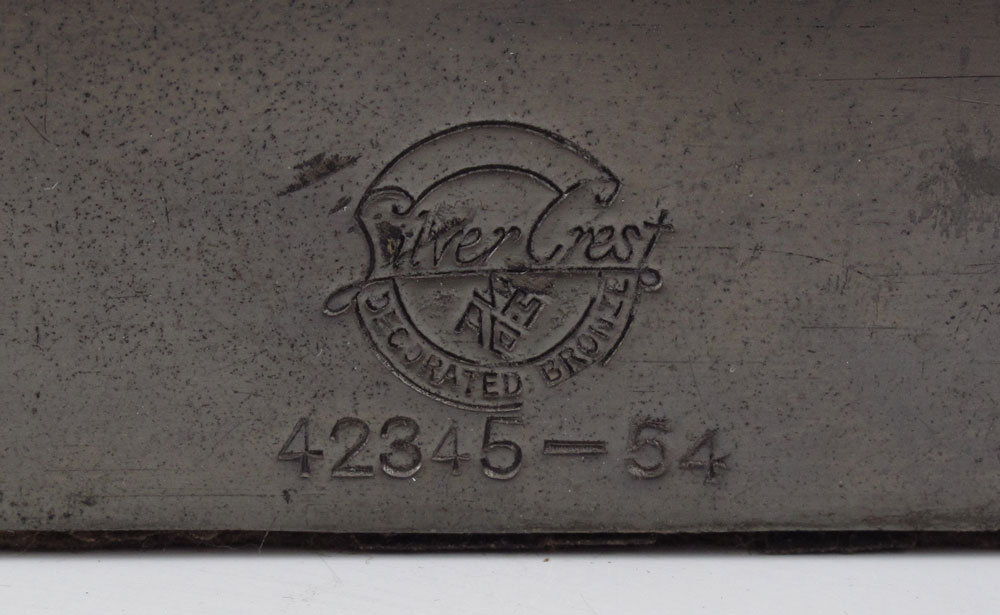 Silver Crest
DECORATED BRONZE
42345-54